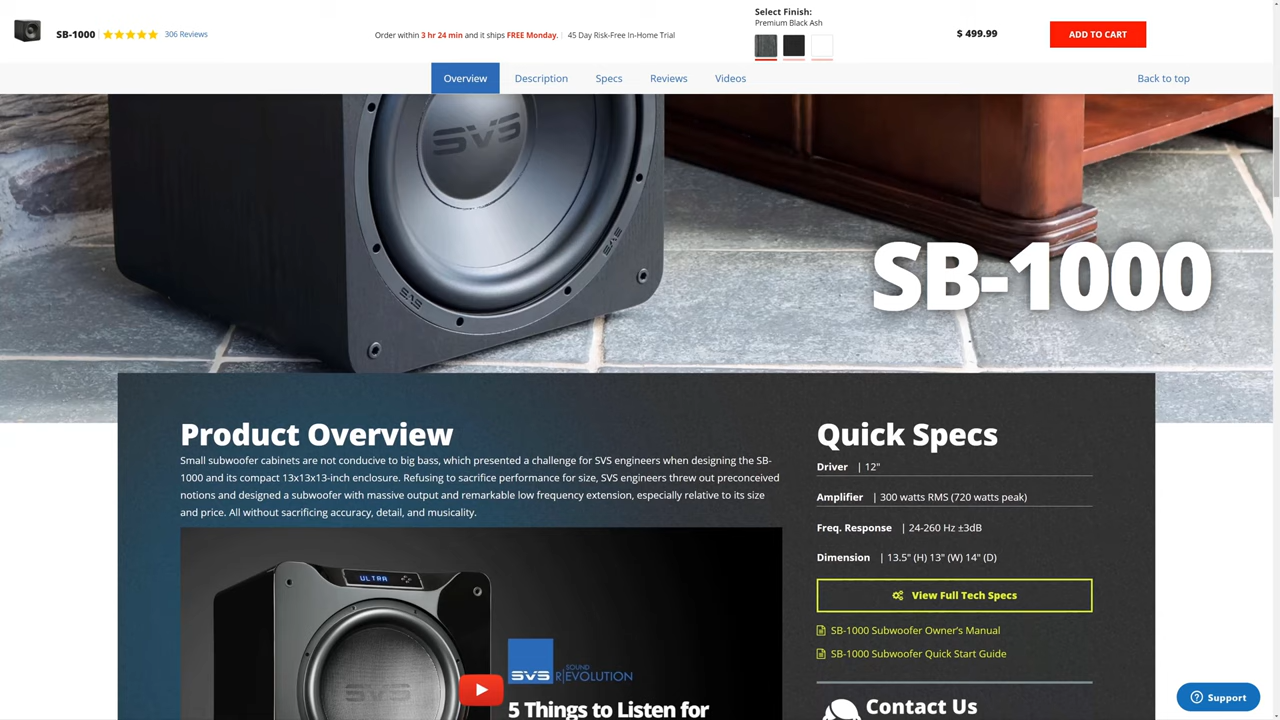 SB-1000
306 Reviews
Order within 3 hr 24 min and it ships FREE Monday.
45 Day Risk-Free In-Home Trial
Select Finish:
Premium Black Ash
$ 499.99
ADD TO CART
Overview
Description
Specs
Reviews
Videos
Back to top
SVS
SVS
SVS
SB-1000
Product Overview
Small subwoofer cabinets are not conducive to big bass, which presented a challenge for SVS engineers when designing the SB-
1000 and its compact 13x13x13-inch enclosure. Refusing to sacrifice performance for size, SVS engineers threw out preconceived
notions and designed a subwoofer with massive output and remarkable low frequency extension, especially relative to its size
and price. All without sacrificing accuracy, detail, and musicality.
ULTRA
SVS
SOUND
R|EVOLUTION
5 Things to Listen for
Quick Specs
Driver | 12"
Amplifier | 300 watts RMS (720 watts peak)
Freq. Response | 24-260 Hz ±3dB
Dimension | 13.5" (H) 13" (W) 14" (D)
View Full Tech Specs
SB-1000 Subwoofer Owner's Manual
SB-1000 Subwoofer Quick Start Guide
Contact Us
Support